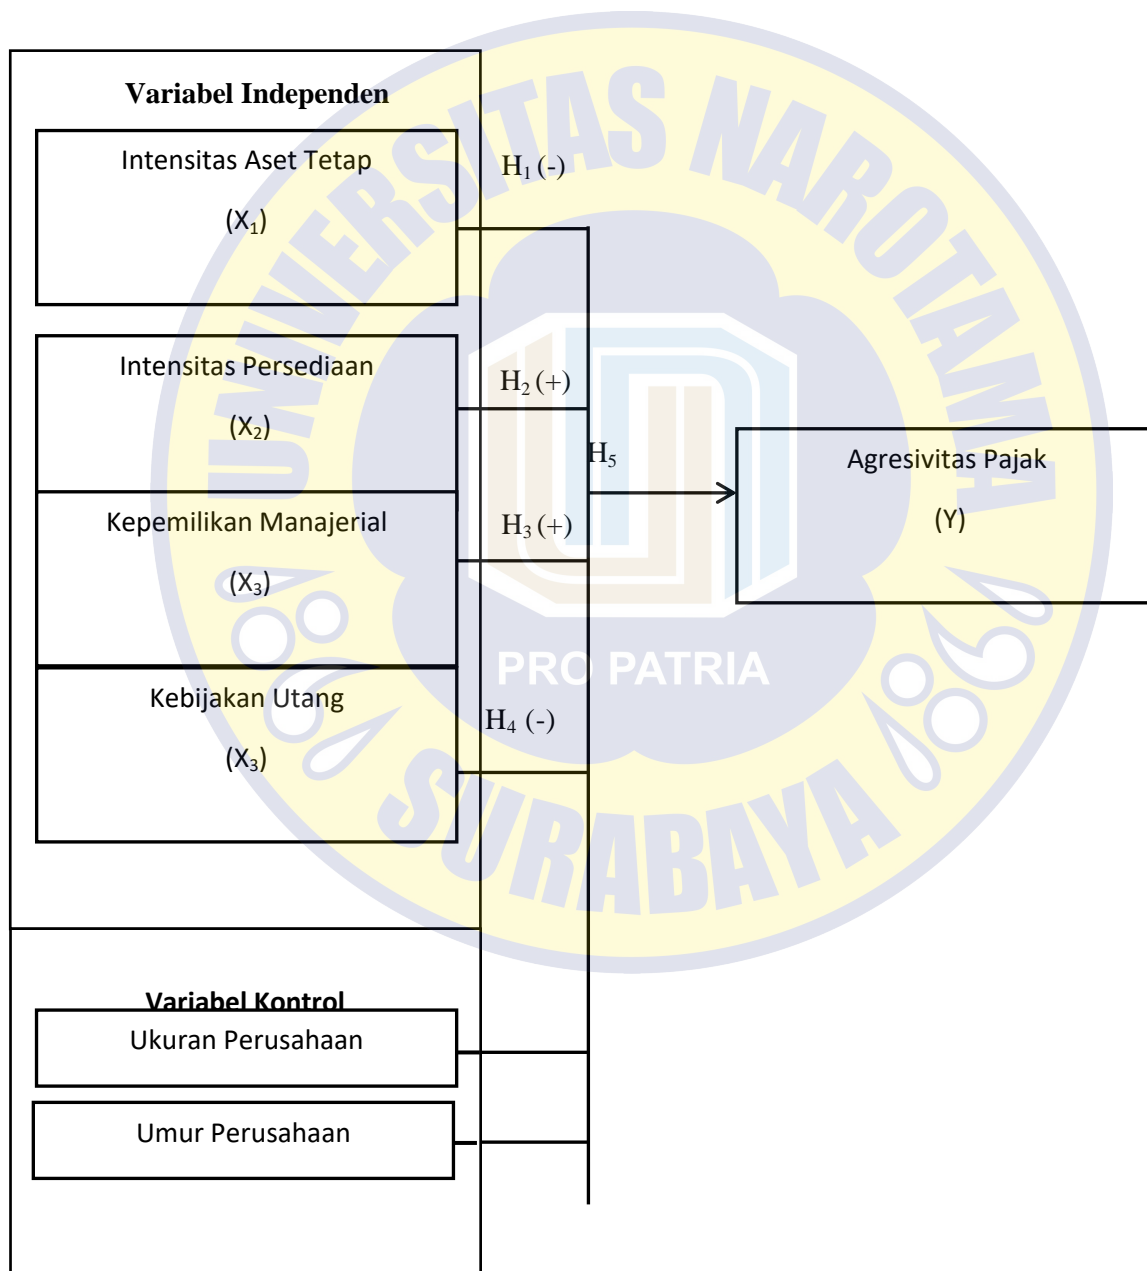 Variabel Independen
Intensitas Aset Tetap
(X₁)
H₁ (-)
Intensitas Persediaan
(X₂)
H₂ (+)
Kepemilikan Manajerial
(X₃)
H₃ (+)
Kebijakan Utang
(X₃)
H₄ (-)
H₅
Agresivitas Pajak
(Y)
Variabel Kontrol
Ukuran Perusahaan
Umur Perusahaan
UNIVERSITAS NAROTAMA
PRO PATRIA
SURABAYA